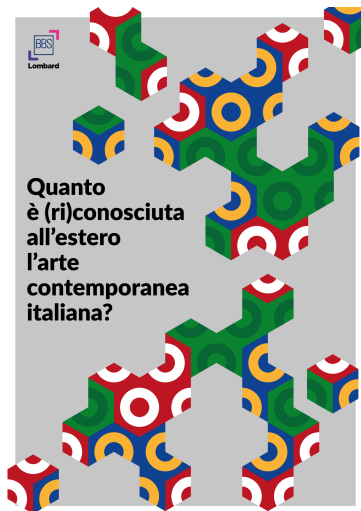 BBS
Lombard
Quanto
è (ri)conosciuta
all'estero
l'arte
contemporanea
italiana?